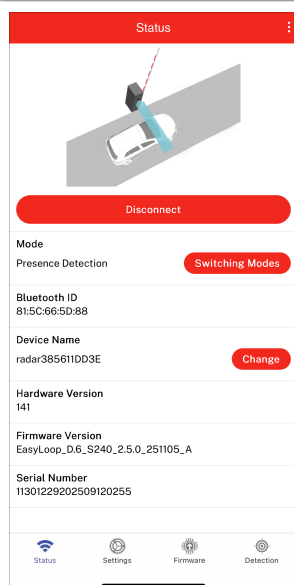 Status
Disconnect
Mode
Presence Detection
Switching Modes
Bluetooth ID
81:5C:66:5D:88
Device Name
radar385611DD3E
Change
Hardware Version
141
Firmware Version
EasyLoop_D.6_S240_2.5.0_251105_A
Serial Number
11301229202509120255
Status Settings Firmware Detection